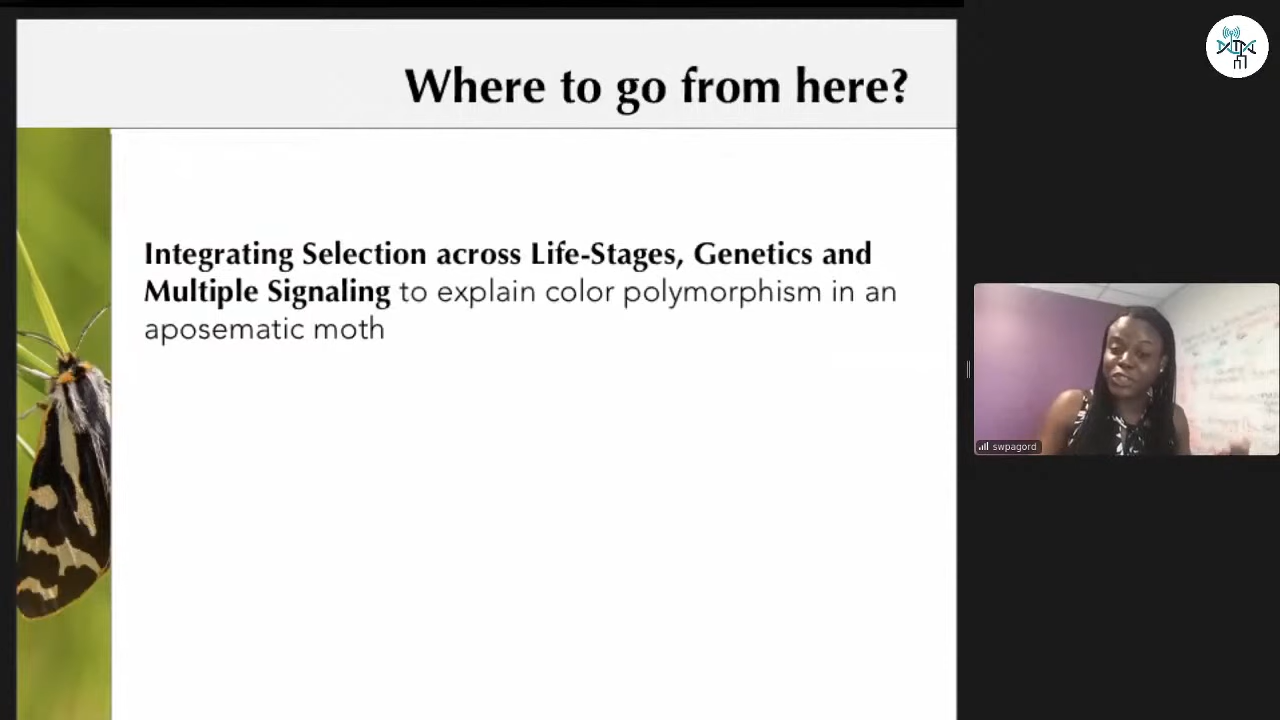 Where to go from here?
Integrating Selection across Life-Stages, Genetics and
Multiple Signaling to explain color polymorphism in an
aposematic moth
swpagord